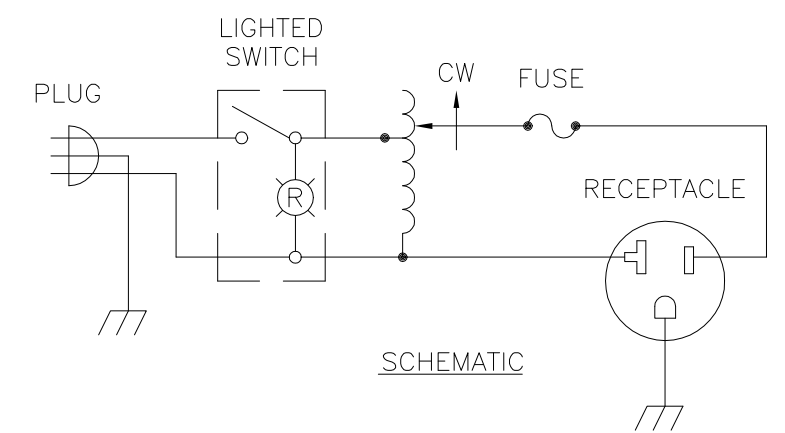 LIGHTED
SWITCH
PLUG
CW
FUSE
R
RECEPTACLE
SCHEMATIC